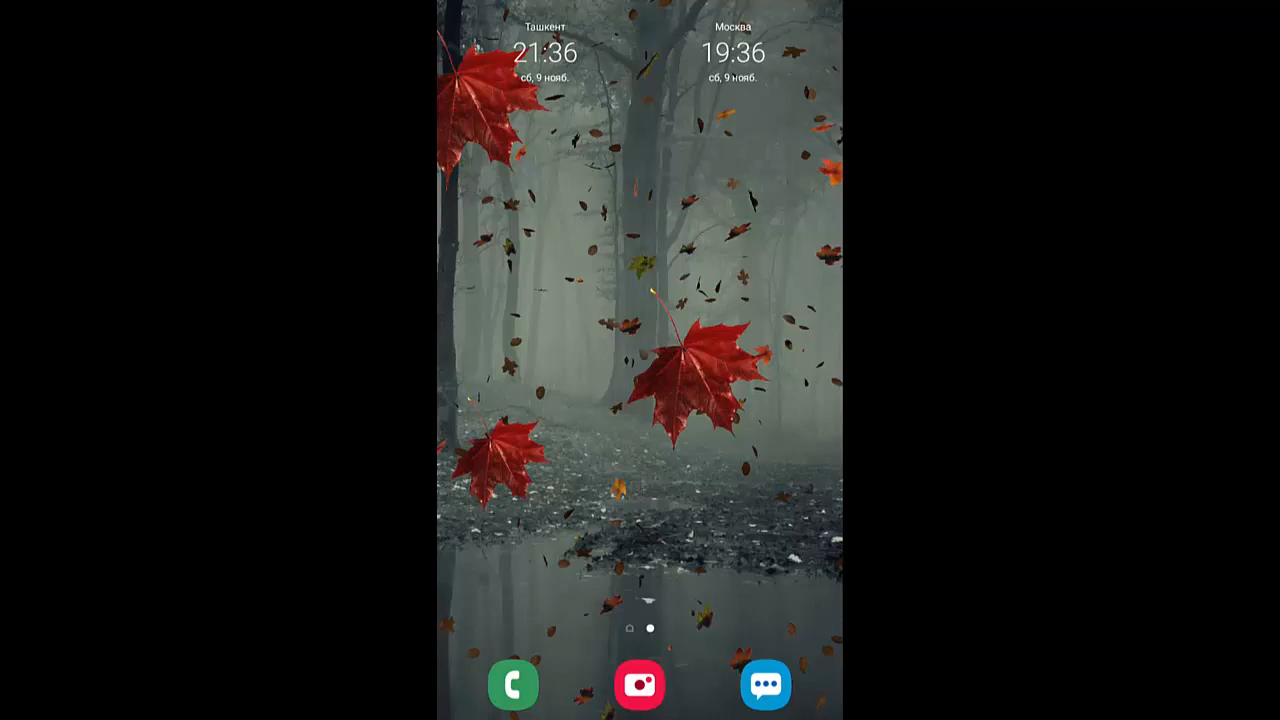 Ташкент
21:36
сб, 9 нояб.
Москва
19:36
сб, 9 нояб.